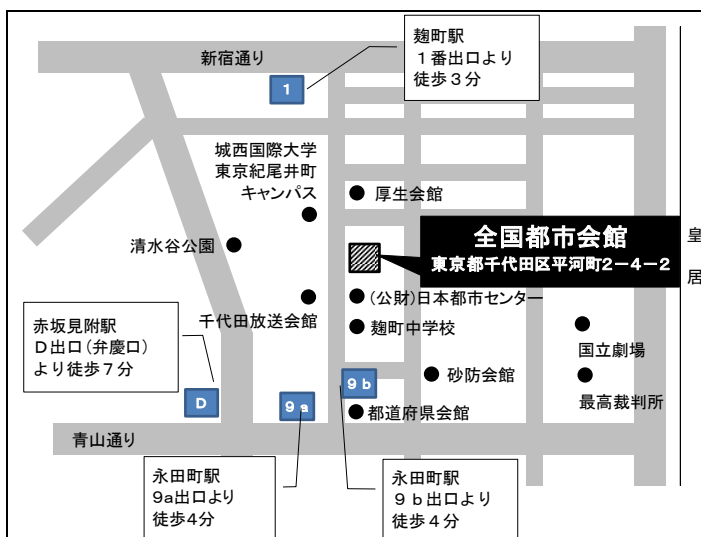 麹町駅
１番出口より
徒歩３分
新宿通り
1
城西国際大学
東京紀尾井町
キャンパス
厚生会館
全国都市会館
東京都千代田区平河町２－４－２
皇
居
清水谷公園
(公財)日本都市センター
千代田放送会館
麹町中学校
赤坂見附駅
Ｄ出口（弁慶口）
より徒歩７分
国立劇場
砂防会館
最高裁判所
D
9 a
9 b
都道府県会館
青山通り
永田町駅
9a出口より
徒歩4分
永田町駅
９ｂ出口より
徒歩４分